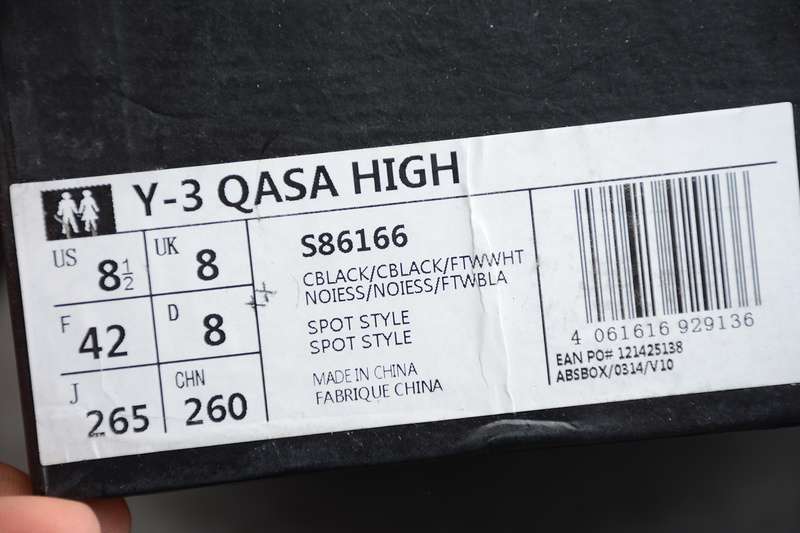 Y-3 QASA HIGH
US 8½
UK 8
F 42
D 8
J 265
CHN 260
S86166
CBLACK/CBLACK/FTWWHT
NOIESS/NOIESS/FTWBLA
SPOT STYLE
SPOT STYLE
MADE IN CHINA
FABRIQUE CHINA
4 061616 929136
EAN PO# 121425138
ABSBOX/0314/V10